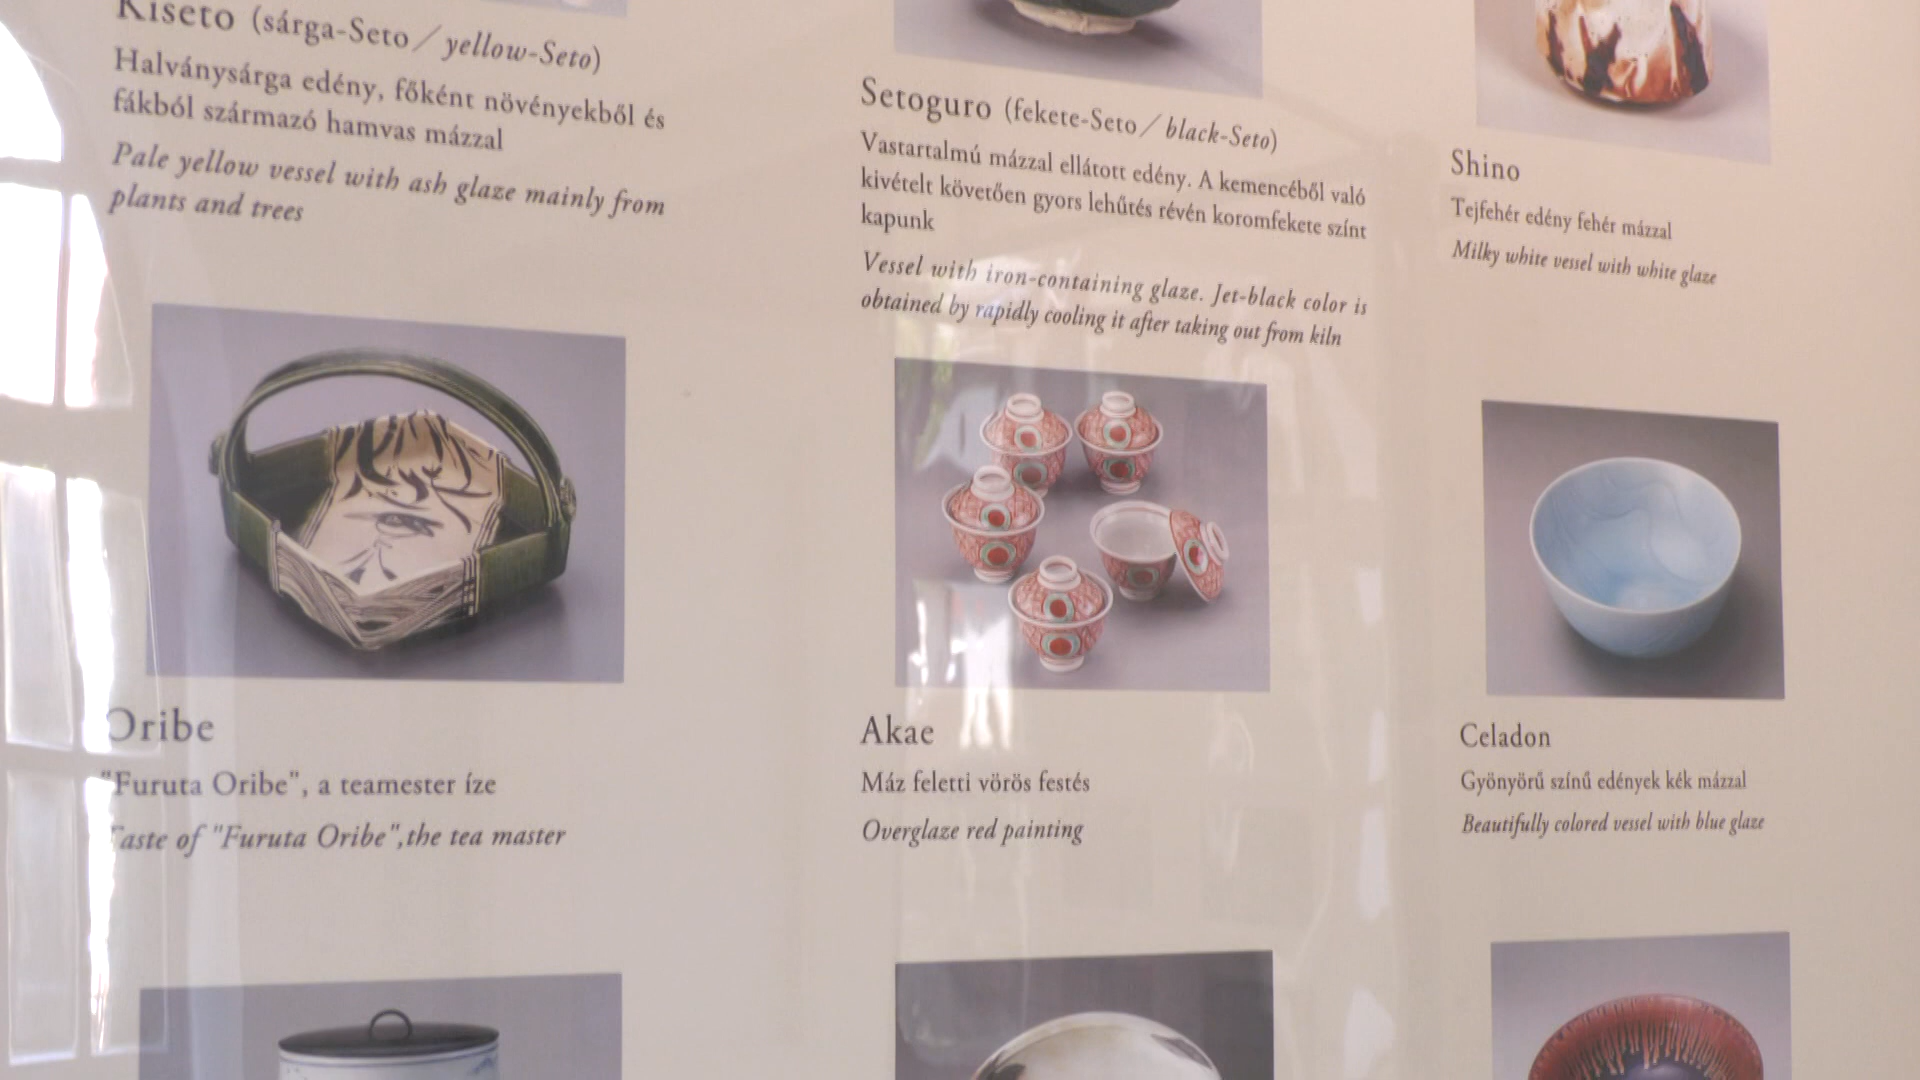 Kiseto (sárga-Seto / yellow-Seto)
Halványsárga edény, főként növényekből és
fákból származó hamvas mázzal
Pale yellow vessel with ash glaze mainly from
plants and trees
Setoguro (fekete-Seto / black-Seto)
Vastartalmú mázzal ellátott edény. A kemencéből való
kivételt követően gyors lehűtés révén koromfekete színt
kapunk
Vessel with iron-containing glaze. Jet-black color is
obtained by rapidly cooling it after taking out from kiln
Shino
Tejfehér edény fehér mázzal
Milky white vessel with white glaze
Oribe
"Furuta Oribe", a teamester íze
Taste of "Furuta Oribe",the tea master
Akae
Máz feletti vörös festés
Overglaze red painting
Celadon
Gyönyörű színű edények kék mázzal
Beautifully colored vessel with blue glaze